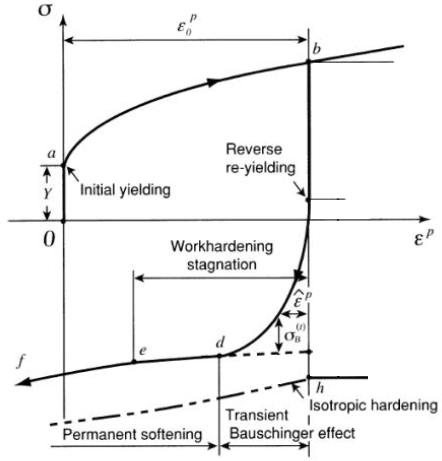 σ
ε₀ᵖ
b
a
Reverse
re-yielding
Y
Initial yielding
0
εᵖ
Workhardening
stagnation
ε̂ᵖ
σ_B^(t)
f
e
d
h
Isotropic hardening
Permanent softening
Transient
Bauschinger effect